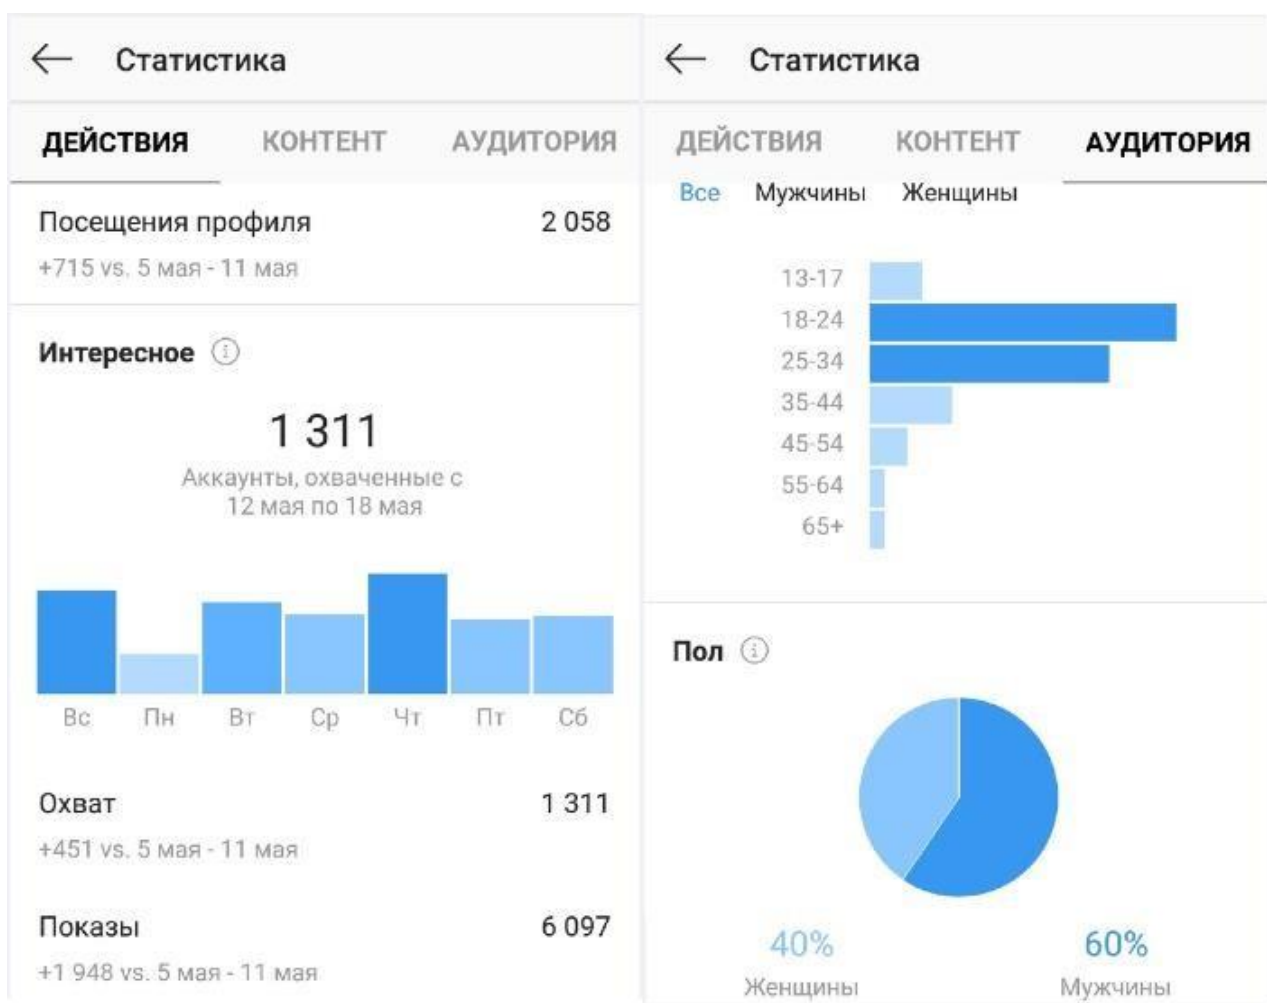 Статистика
ДЕЙСТВИЯ КОНТЕНТ АУДИТОРИЯ
Посещения профиля 2 058
+715 vs. 5 мая - 11 мая
Интересное
1 311
Аккаунты, охваченные с
12 мая по 18 мая
Вс Пн Вт Ср Чт Пт Сб
Охват 1 311
+451 vs. 5 мая - 11 мая
Показы 6 097
+1 948 vs. 5 мая - 11 мая
Статистика
ДЕЙСТВИЯ КОНТЕНТ АУДИТОРИЯ
Все Мужчины Женщины
13-17
18-24
25-34
35-44
45-54
55-64
65+
Пол
40% 60%
Женщины Мужчины